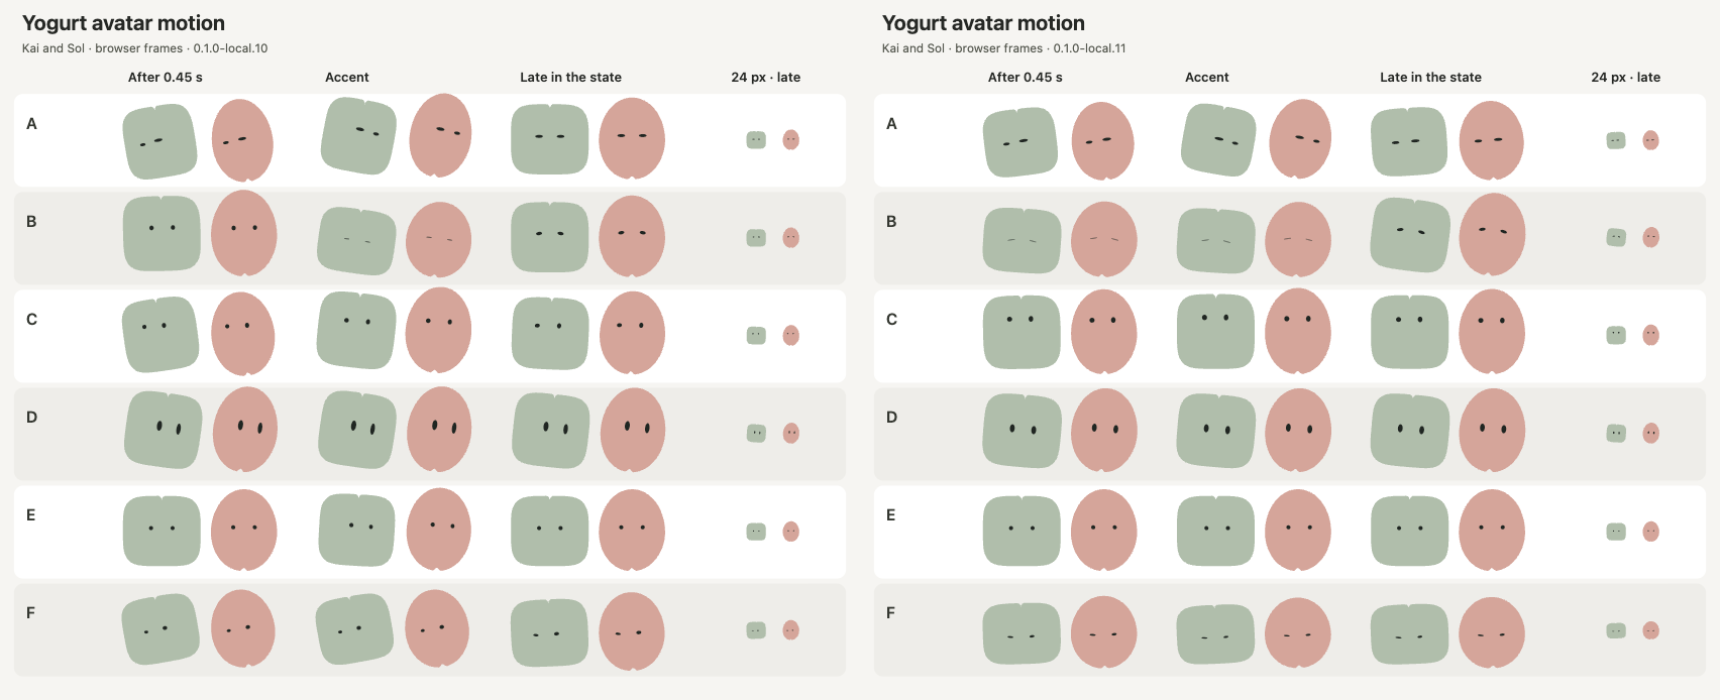 Yogurt avatar motion
Kai and Sol · browser frames · 0.1.0-local.10
After 0.45 s Accent Late in the state 24 px · late
A
B
C
D
E
F
Yogurt avatar motion
Kai and Sol · browser frames · 0.1.0-local.11
After 0.45 s Accent Late in the state 24 px · late
A
B
C
D
E
F